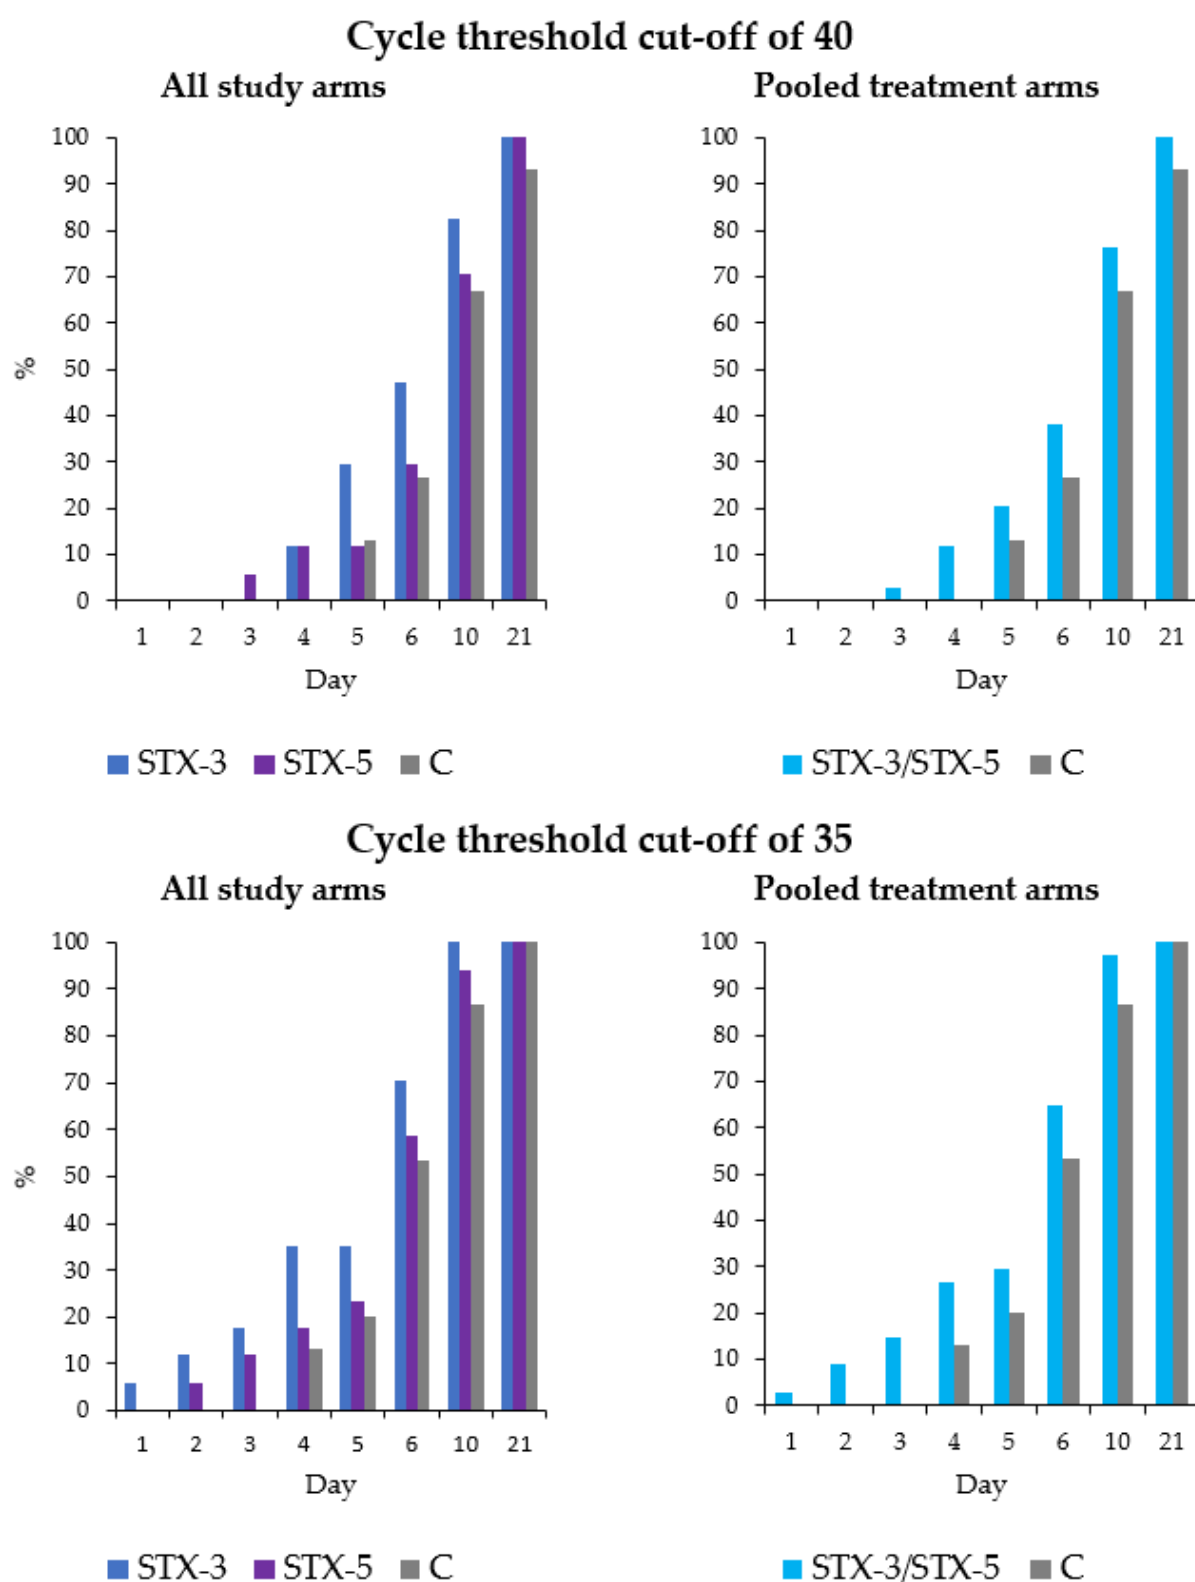 Cycle threshold cut-off of 40
All study arms
100
90
80
70
60
50
40
30
20
10
0
%
1 2 3 4 5 6 10 21
Day
STX-3 STX-5 C
Pooled treatment arms
100
90
80
70
60
50
40
30
20
10
0
1 2 3 4 5 6 10 21
Day
STX-3/STX-5 C
Cycle threshold cut-off of 35
All study arms
100
90
80
70
60
50
40
30
20
10
0
%
1 2 3 4 5 6 10 21
Day
STX-3 STX-5 C
Pooled treatment arms
100
90
80
70
60
50
40
30
20
10
0
1 2 3 4 5 6 10 21
Day
STX-3/STX-5 C